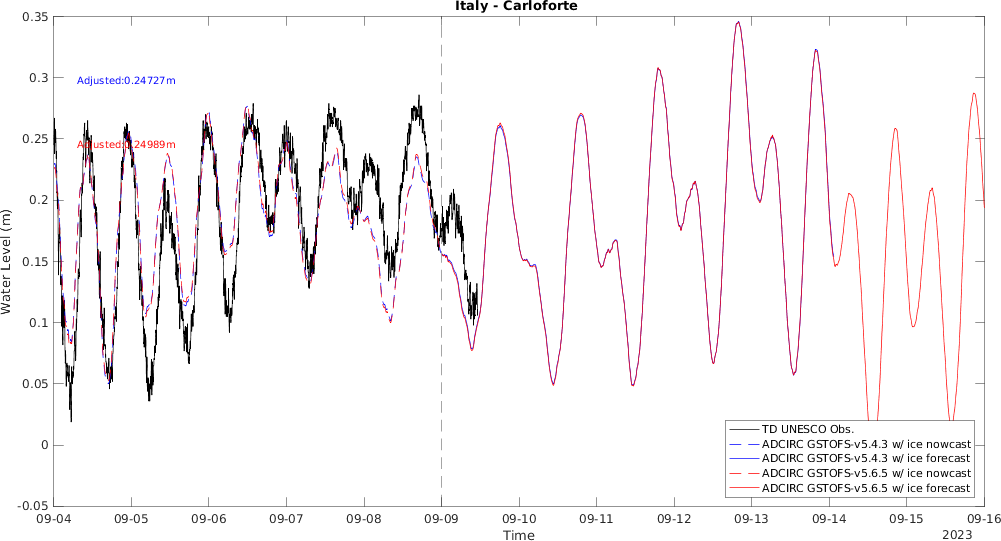 Italy - Carloforte
0.35
0.3
0.25
0.2
0.15
0.1
0.05
0
-0.05
Water Level (m)
Adjusted:0.24727m
Adjusted:0.24989m
TD UNESCO Obs.
ADCIRC GSTOFS-v5.4.3 w/ ice nowcast
ADCIRC GSTOFS-v5.4.3 w/ ice forecast
ADCIRC GSTOFS-v5.6.5 w/ ice nowcast
ADCIRC GSTOFS-v5.6.5 w/ ice forecast
09-04 09-05 09-06 09-07 09-08 09-09 09-10 09-11 09-12 09-13 09-14 09-15 09-16
Time
2023